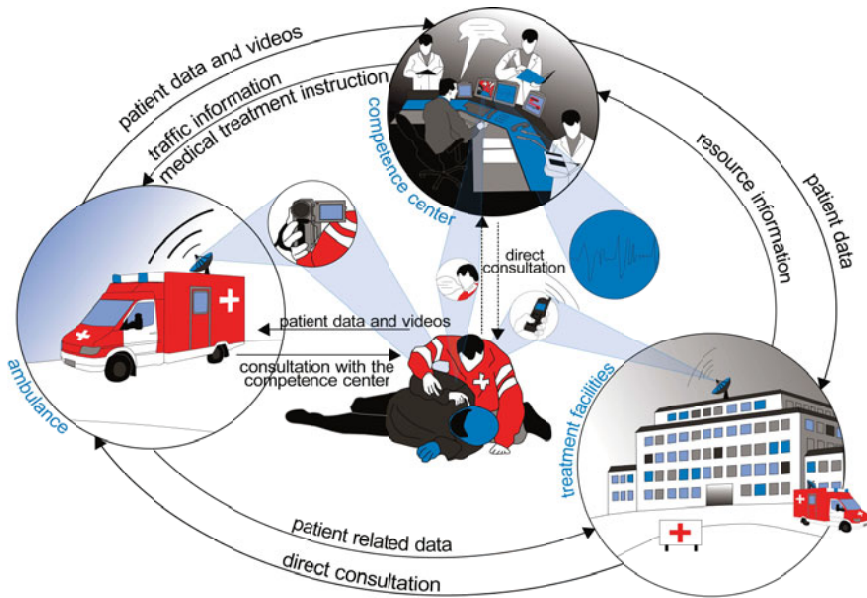 patient data and videos
traffic information
medical treatment instruction
competence center
resource information
patient data
direct
consultation
patient data and videos
consultation with the
competence center
ambulance
treatment facilities
patient related data
direct consultation